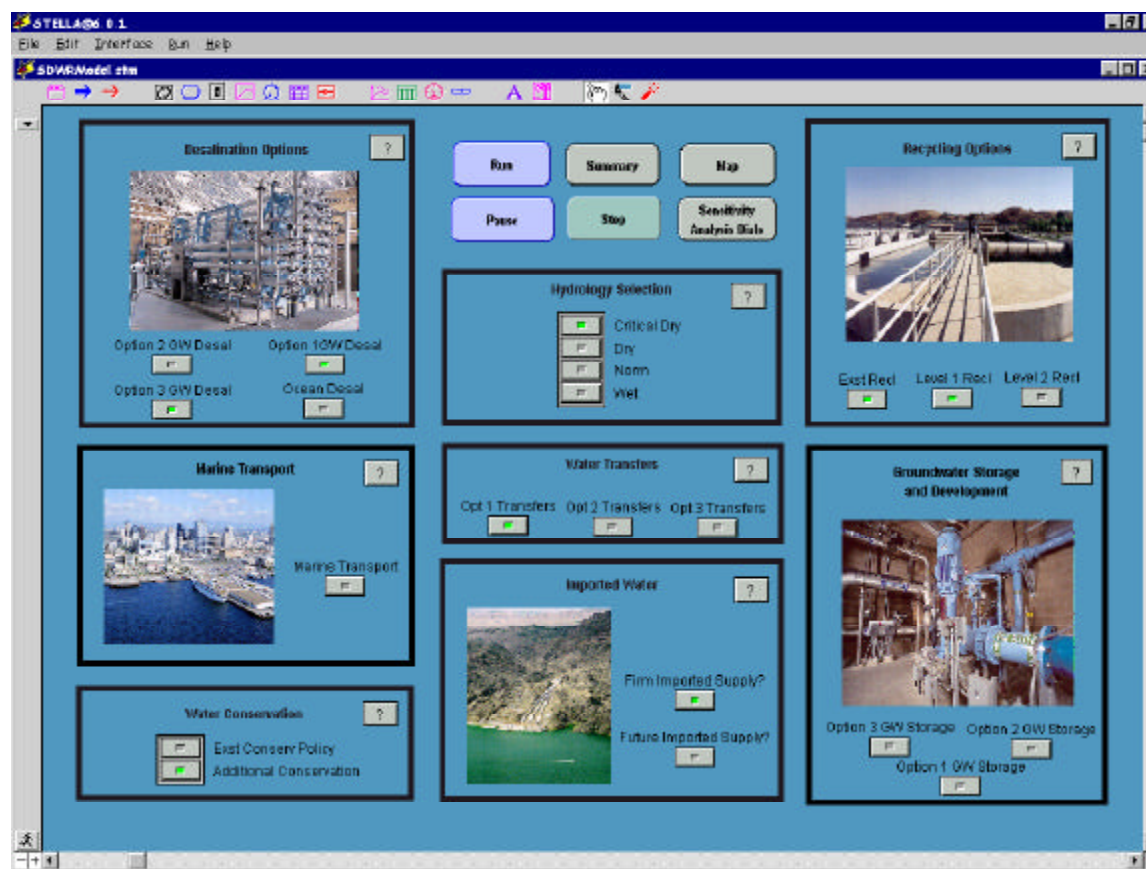 STELLA®6.0.1
File Edit Interface Run Help
SDWRModel.stm
A
Desalination Options
?
Option 2 GW Desal
Option 1GW Desal
Option 3 GW Desal
Ocean Desal
Run
Summary
Map
Pause
Stop
Sensitivity
Analysis Dials
Hydrology Selection
?
Critical Dry
Dry
Norm
Wet
Recycling Options
?
Exst Recl
Level 1 Recl
Level 2 Recl
Marine Transport
?
Marine Transport
Water Transfers
?
Opt 1 Transfers
Opt 2 Transfers
Opt 3 Transfers
Groundwater Storage
and Development
?
Option 3 GW Storage
Option 2 GW Storage
Option 1 GW Storage
Imported Water
?
Firm Imported Supply?
Future Imported Supply?
Water Conservation
?
Exst Conserv Policy
Additional Conservation